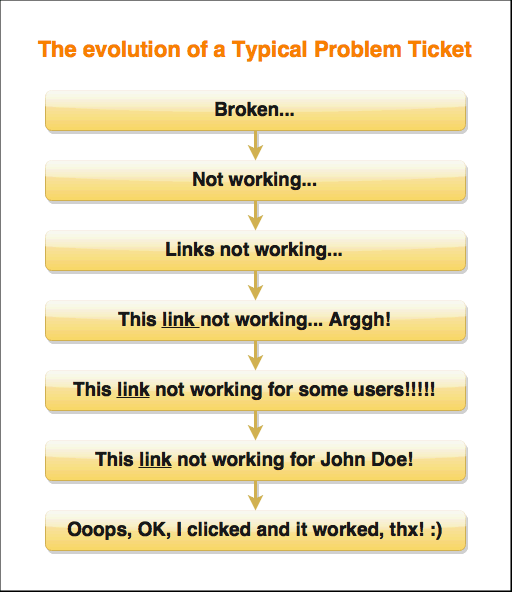 The evolution of a Typical Problem Ticket
Broken...
Not working...
Links not working...
This link not working... Arggh!
This link not working for some users!!!!!
This link not working for John Doe!
Ooops, OK, I clicked and it worked, thx! :)